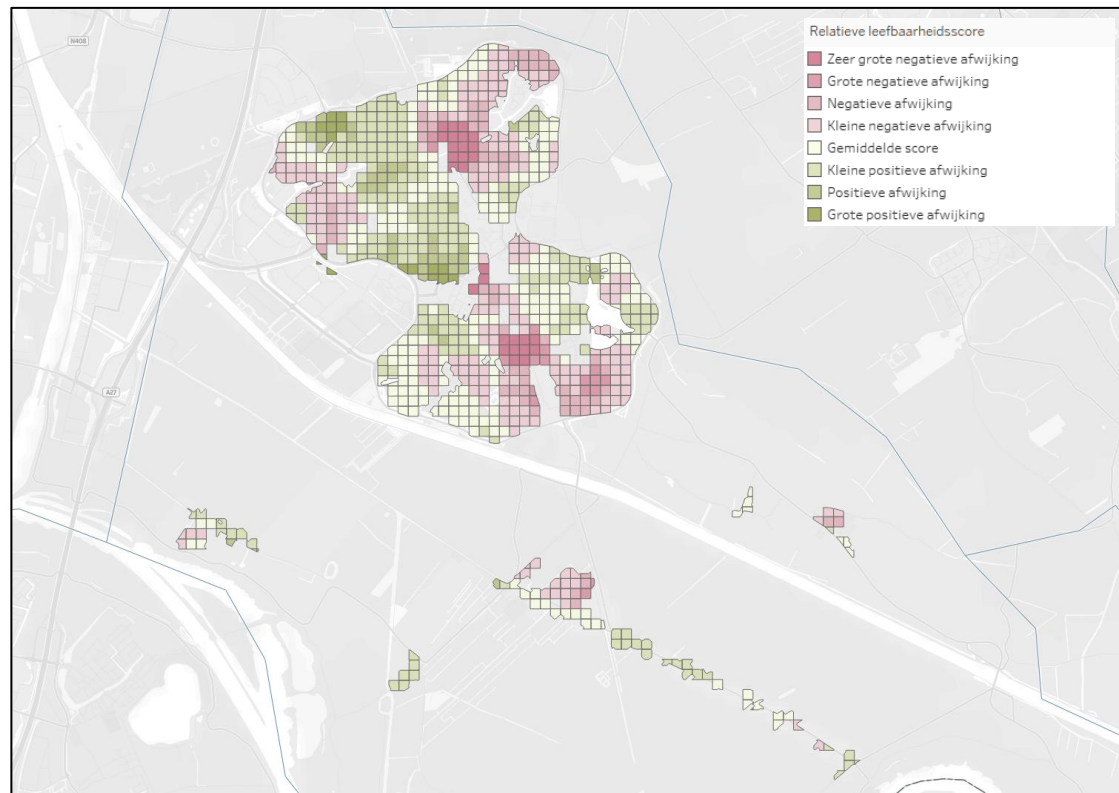 N408
Relatieve leefbaarheidsscore
Zeer grote negatieve afwijking
Grote negatieve afwijking
Negatieve afwijking
Kleine negatieve afwijking
Gemiddelde score
Kleine positieve afwijking
Positieve afwijking
Grote positieve afwijking
A27